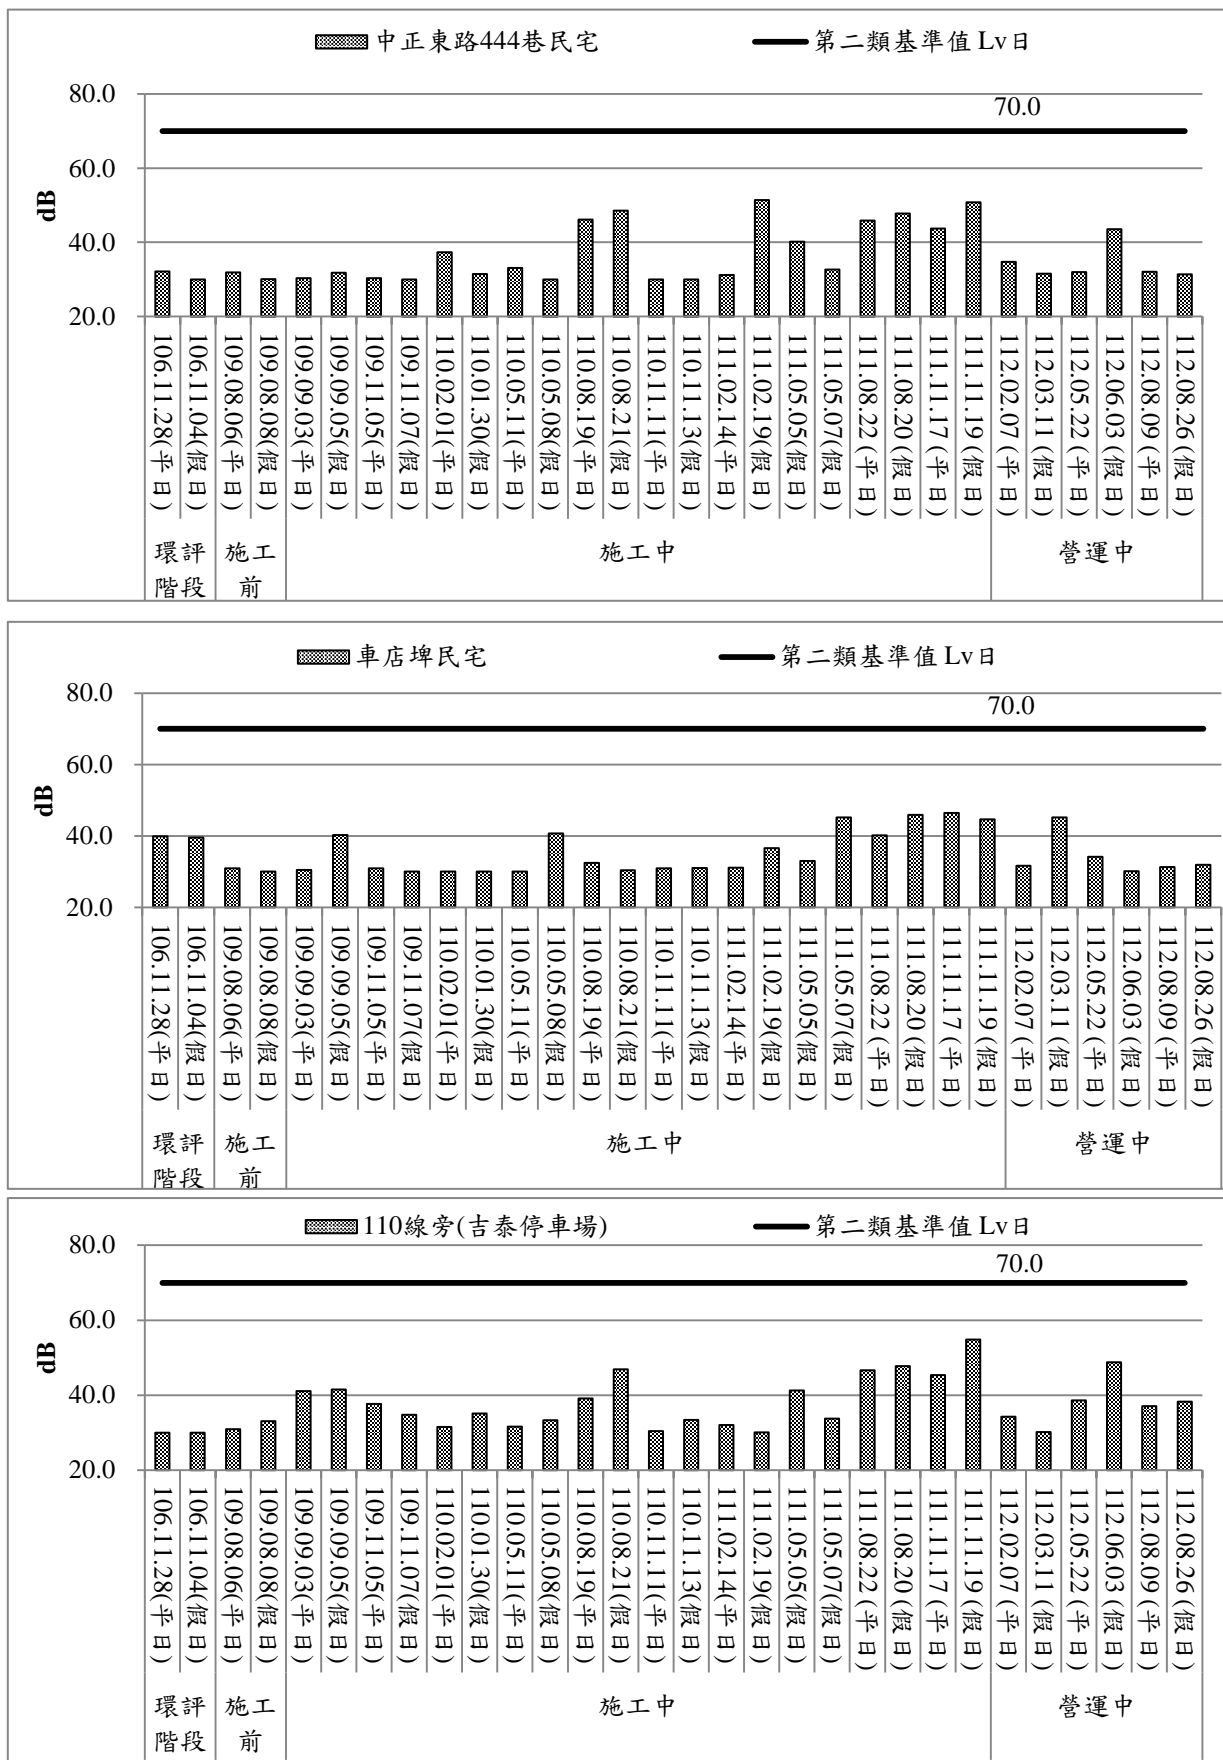 中正東路444巷民宅 第二類基準值 Lv日
80.0
70.0
60.0
dB
40.0
20.0
106.11.28(平日) 106.11.04(假日) 109.08.06(平日) 109.08.08(假日) 109.09.03(平日) 109.09.05(假日) 109.11.05(平日) 109.11.07(假日) 110.02.01(平日) 110.01.30(假日) 110.05.11(平日) 110.05.08(假日) 110.08.19(平日) 110.08.21(假日) 110.11.11(平日) 110.11.13(假日) 111.02.14(平日) 111.02.19(假日) 111.05.05(假日) 111.05.07(假日) 111.08.22 (平日) 111.08.20 (假日) 111.11.17 (平日) 111.11.19 (假日) 112.02.07 (平日) 112.03.11 (假日) 112.05.22 (平日) 112.06.03 (假日) 112.08.09 (平日) 112.08.26 (假日)
環評 施工 施工中 營運中
階段 前
車店埤民宅 第二類基準值 Lv日
80.0
70.0
60.0
dB
40.0
20.0
106.11.28(平日) 106.11.04(假日) 109.08.06(平日) 109.08.08(假日) 109.09.03(平日) 109.09.05(假日) 109.11.05(平日) 109.11.07(假日) 110.02.01(平日) 110.01.30(假日) 110.05.11(平日) 110.05.08(假日) 110.08.19(平日) 110.08.21(假日) 110.11.11(平日) 110.11.13(假日) 111.02.14(平日) 111.02.19(假日) 111.05.05(假日) 111.05.07(假日) 111.08.22 (平日) 111.08.20 (假日) 111.11.17 (平日) 111.11.19 (假日) 112.02.07 (平日) 112.03.11 (假日) 112.05.22 (平日) 112.06.03 (假日) 112.08.09 (平日) 112.08.26 (假日)
環評 施工 施工中 營運中
階段 前
110線旁(吉泰停車場) 第二類基準值 Lv日
80.0
70.0
60.0
dB
40.0
20.0
106.11.28(平日) 106.11.04(假日) 109.08.06(平日) 109.08.08(假日) 109.09.03(平日) 109.09.05(假日) 109.11.05(平日) 109.11.07(假日) 110.02.01(平日) 110.01.30(假日) 110.05.11(平日) 110.05.08(假日) 110.08.19(平日) 110.08.21(假日) 110.11.11(平日) 110.11.13(假日) 111.02.14(平日) 111.02.19(假日) 111.05.05(假日) 111.05.07(假日) 111.08.22 (平日) 111.08.20 (假日) 111.11.17 (平日) 111.11.19 (假日) 112.02.07 (平日) 112.03.11 (假日) 112.05.22 (平日) 112.06.03 (假日) 112.08.09 (平日) 112.08.26 (假日)
環評 施工 施工中 營運中
階段 前